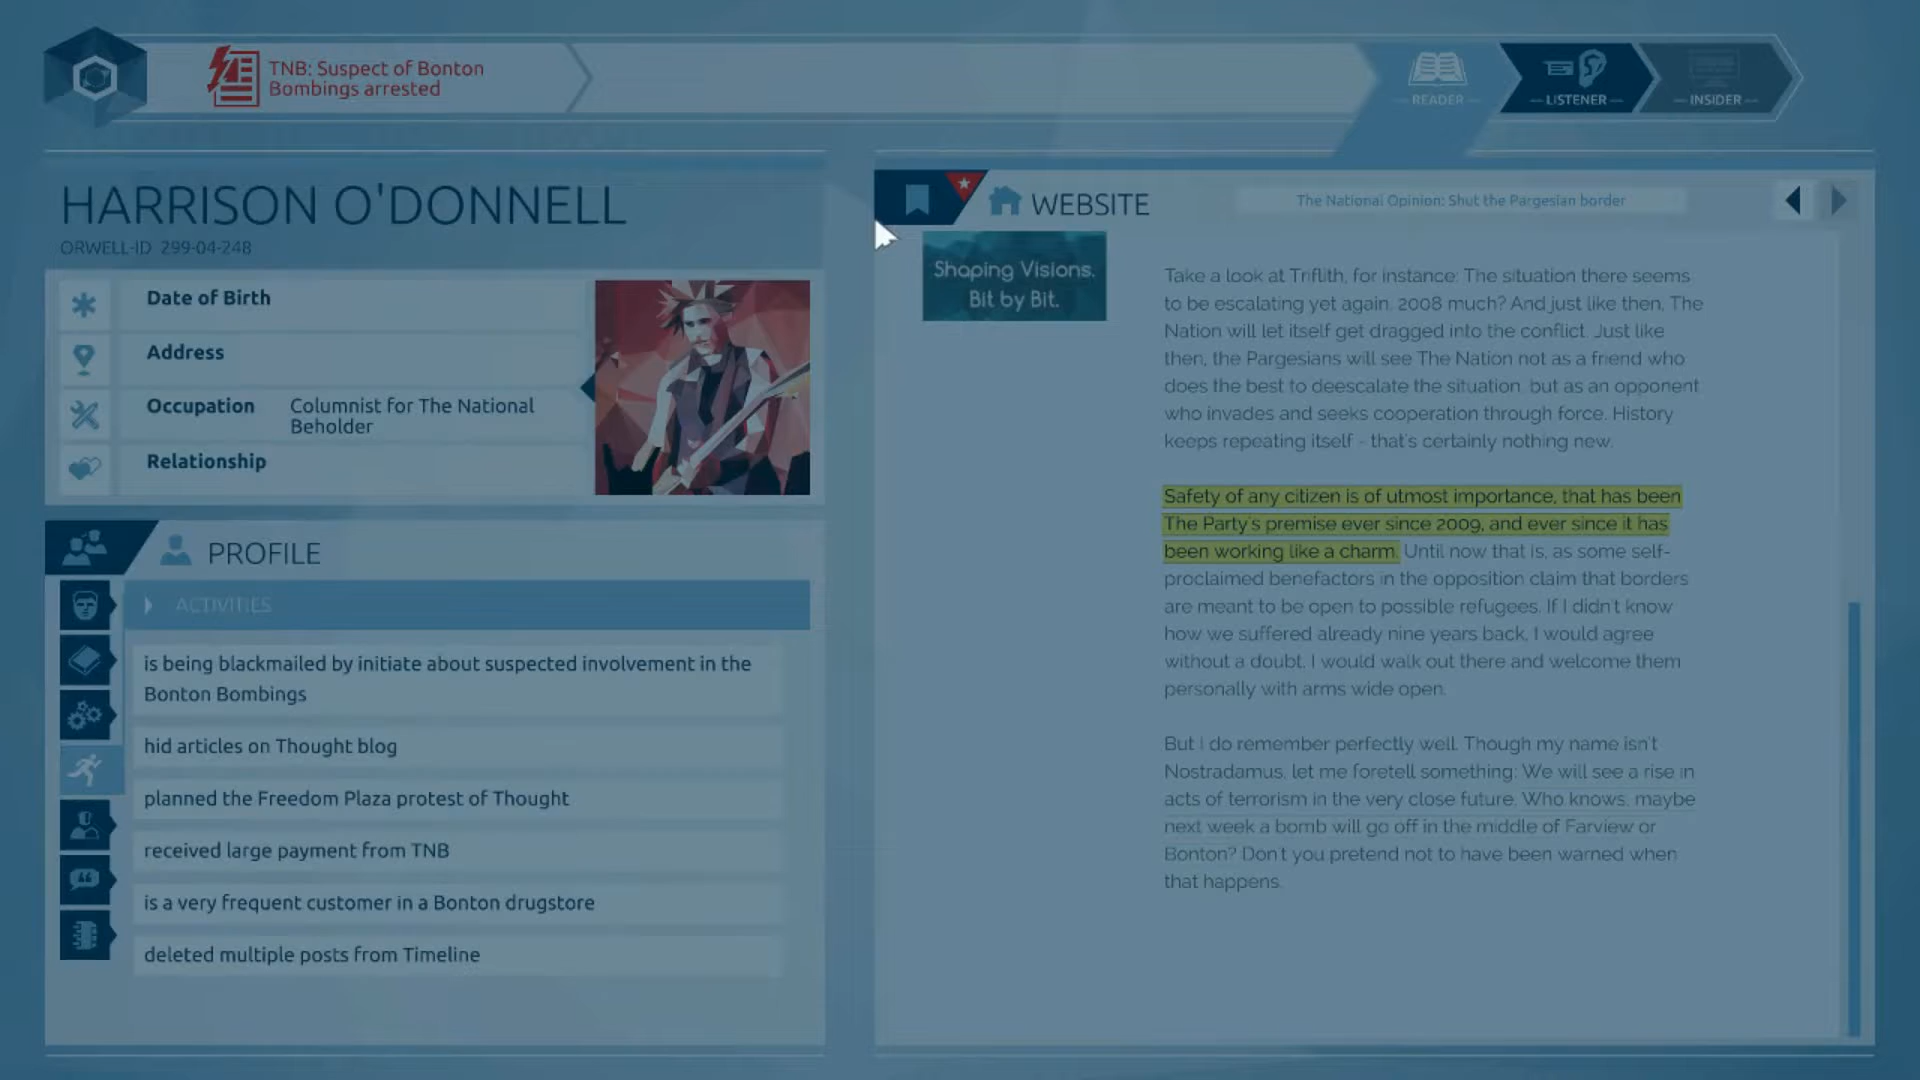 TNB: Suspect of Bonton
Bombings arrested
READER
LISTENER
INSIDER
HARRISON O'DONNELL
ORWELL-ID 299-04-248
Date of Birth
Address
Occupation Columnist for The National
Beholder
Relationship
PROFILE
ACTIVITIES
is being blackmailed by initiate about suspected involvement in the
Bonton Bombings
hid articles on Thought blog
planned the Freedom Plaza protest of Thought
received large payment from TNB
is a very frequent customer in a Bonton drugstore
deleted multiple posts from Timeline
WEBSITE
The National Opinion: Shut the Pargesian border
Shaping Visions.
Bit by Bit.
Take a look at Triflith, for instance: The situation there seems
to be escalating yet again. 2008 much? And just like then, The
Nation will let itself get dragged into the conflict. Just like
then, the Pargesians will see The Nation not as a friend who
does the best to deescalate the situation, but as an opponent
who invades and seeks cooperation through force. History
keeps repeating itself - that's certainly nothing new.
Safety of any citizen is of utmost importance, that has been
The Party's premise ever since 2009, and ever since it has
been working like a charm. Until now that is, as some self-
proclaimed benefactors in the opposition claim that borders
are meant to be open to possible refugees. If I didn't know
how we suffered already nine years back, I would agree
without a doubt. I would walk out there and welcome them
personally with arms wide open.
But I do remember perfectly well. Though my name isn't
Nostradamus, let me foretell something: We will see a rise in
acts of terrorism in the very close future. Who knows, maybe
next week a bomb will go off in the middle of Farview or
Bonton? Don't you pretend not to have been warned when
that happens.